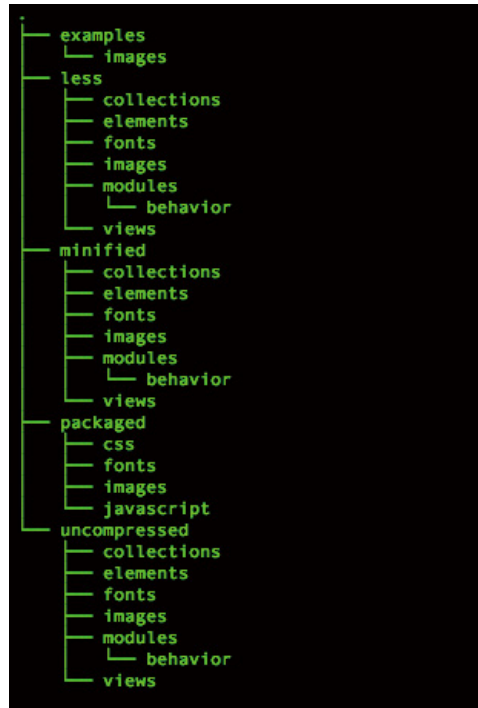 .
├── examples
│   └── images
├── less
│   ├── collections
│   ├── elements
│   ├── fonts
│   ├── images
│   ├── modules
│   │   └── behavior
│   └── views
├── minified
│   ├── collections
│   ├── elements
│   ├── fonts
│   ├── images
│   ├── modules
│   │   └── behavior
│   └── views
├── packaged
│   ├── css
│   ├── fonts
│   ├── images
│   └── javascript
└── uncompressed
    ├── collections
    ├── elements
    ├── fonts
    ├── images
    ├── modules
    │   └── behavior
    └── views